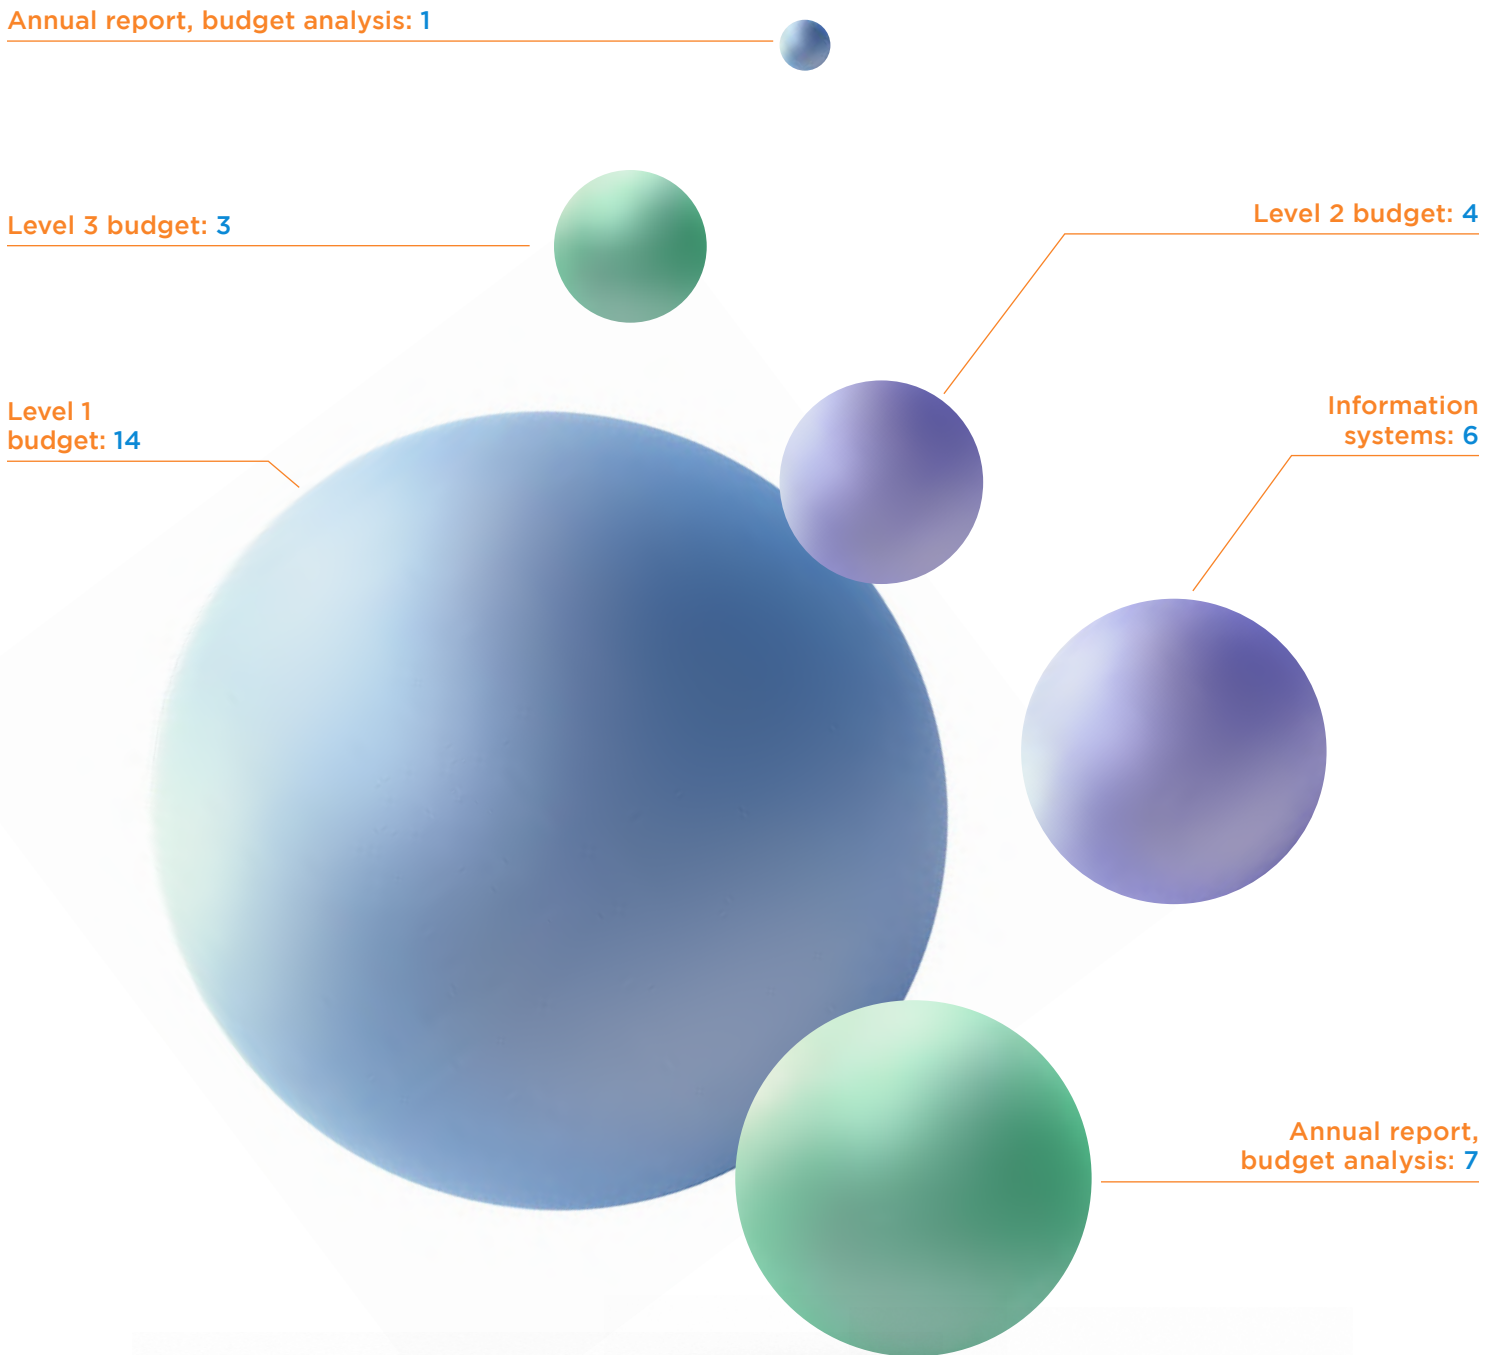 Annual report, budget analysis: 1
Level 3 budget: 3
Level 2 budget: 4
Level 1
budget: 14
Information
systems: 6
Annual report,
budget analysis: 7